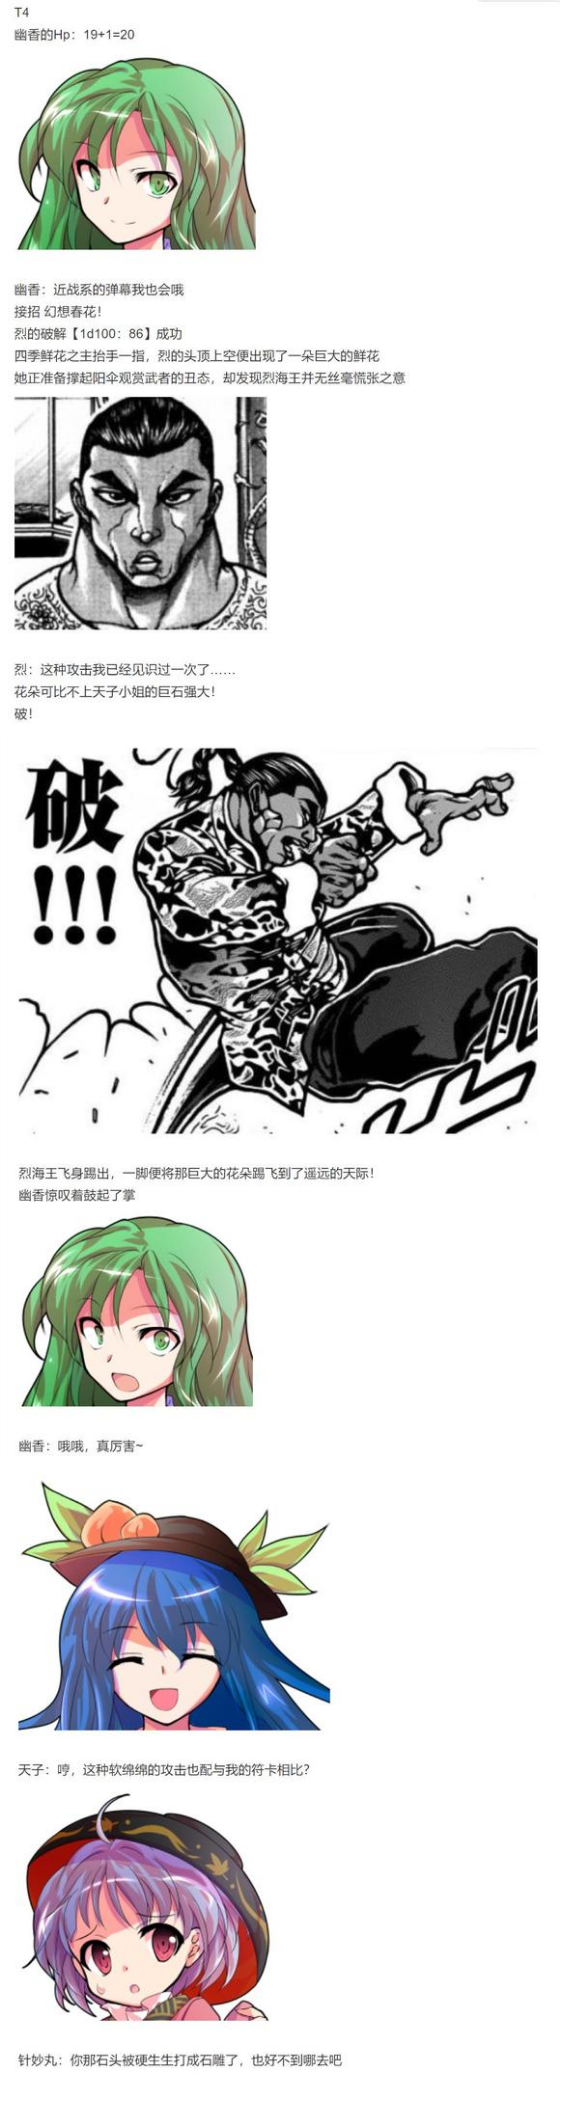 T4
幽香的Hp：19+1=20
幽香：近战系的弹幕我也会哦
接招 幻想春花！
烈的破解【1d100：86】成功
四季鲜花之主抬手一指，烈的头顶上空便出现了一朵巨大的鲜花
她正准备撑起阳伞观赏武者的丑态，却发现烈海王并无丝毫慌张之意
烈：这种攻击我已经见识过一次了……
花朵可比不上天子小姐的巨石强大！
破！
破
!!!
烈海王飞身踢出，一脚便将那巨大的花朵踢飞到了遥远的天际！
幽香惊叹着鼓起了掌
幽香：哦哦，真厉害~
天子：哼，这种软绵绵的攻击也配与我的符卡相比？
针妙丸：你那石头被硬生生打成石雕了，也好不到哪去吧